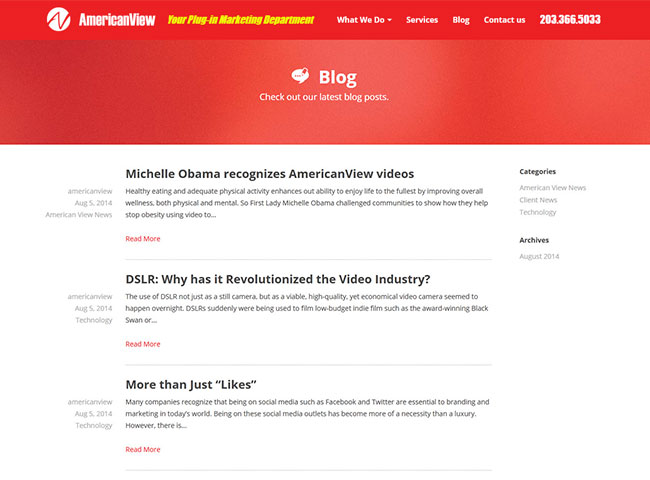 AmericanView Your Plug-in Marketing Department What We Do Services Blog Contact us 203.366.5033
Blog
Check out our latest blog posts.
americanview
Aug 5, 2014
American View News
Michelle Obama recognizes AmericanView videos
Healthy eating and adequate physical activity enhances out ability to enjoy life to the fullest by improving overall
wellness, both physical and mental. So First Lady Michelle Obama challenged communities to show how they help
stop obesity using video to...
Read More
americanview
Aug 5, 2014
Technology
DSLR: Why has it Revolutionized the Video Industry?
The use of DSLR not just as a still camera, but as a viable, high-quality, yet economical video camera seemed to
happen overnight. DSLRs suddenly were being used to film low-budget indie film such as the award-winning Black
Swan or...
Read More
americanview
Aug 5, 2014
Technology
More than Just “Likes”
Many companies recognize that being on social media such as Facebook and Twitter are essential to branding and
marketing in today’s world. Being on these social media outlets has become more of a necessity than a luxury.
However, there is...
Read More
Categories
American View News
Client News
Technology
Archives
August 2014